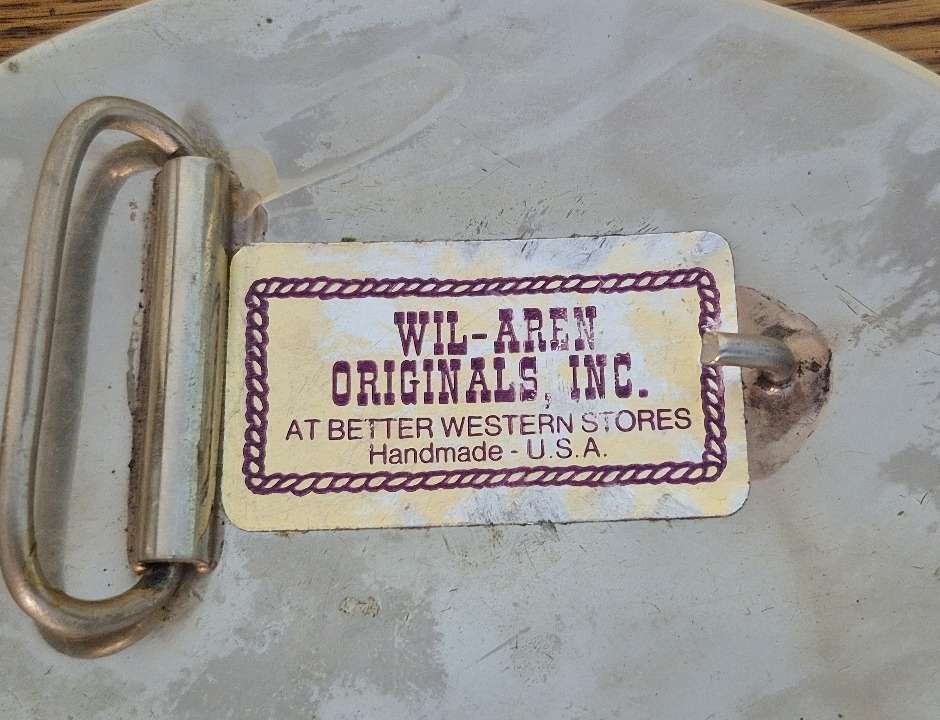 WIL-AREN
ORIGINALS, INC.
AT BETTER WESTERN STORES
Handmade - U.S.A.